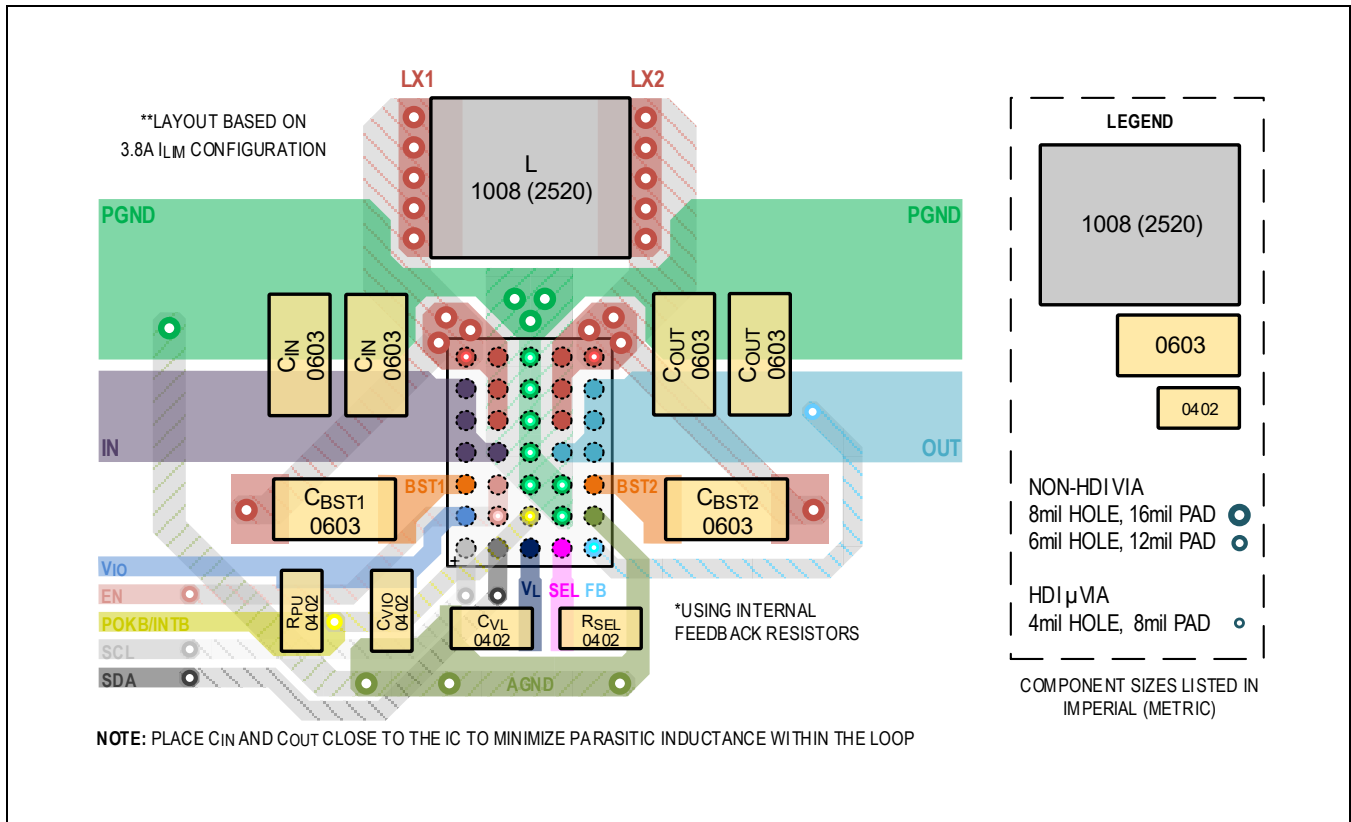 LX1
LX2
**LAYOUT BASED ON
3.8A ILIM CONFIGURATION
L
1008 (2520)
PGND
PGND
CIN
0603
CIN
0603
COUT
0603
COUT
0603
IN
OUT
BST1
BST2
CBST1
0603
CBST2
0603
VIO
EN
POKB/INTB
SCL
SDA
RPU
0402
CVIO
0402
+
VL
SEL
FB
CVL
0402
RSEL
0402
*USING INTERNAL
FEEDBACK RESISTORS
AGND
NOTE: PLACE CIN AND COUT CLOSE TO THE IC TO MINIMIZE PARASITIC INDUCTANCE WITHIN THE LOOP
LEGEND
1008 (2520)
0603
0402
NON-HDI VIA
8mil HOLE, 16mil PAD
6mil HOLE, 12mil PAD
HDI µVIA
4mil HOLE, 8mil PAD
COMPONENT SIZES LISTED IN
IMPERIAL (METRIC)